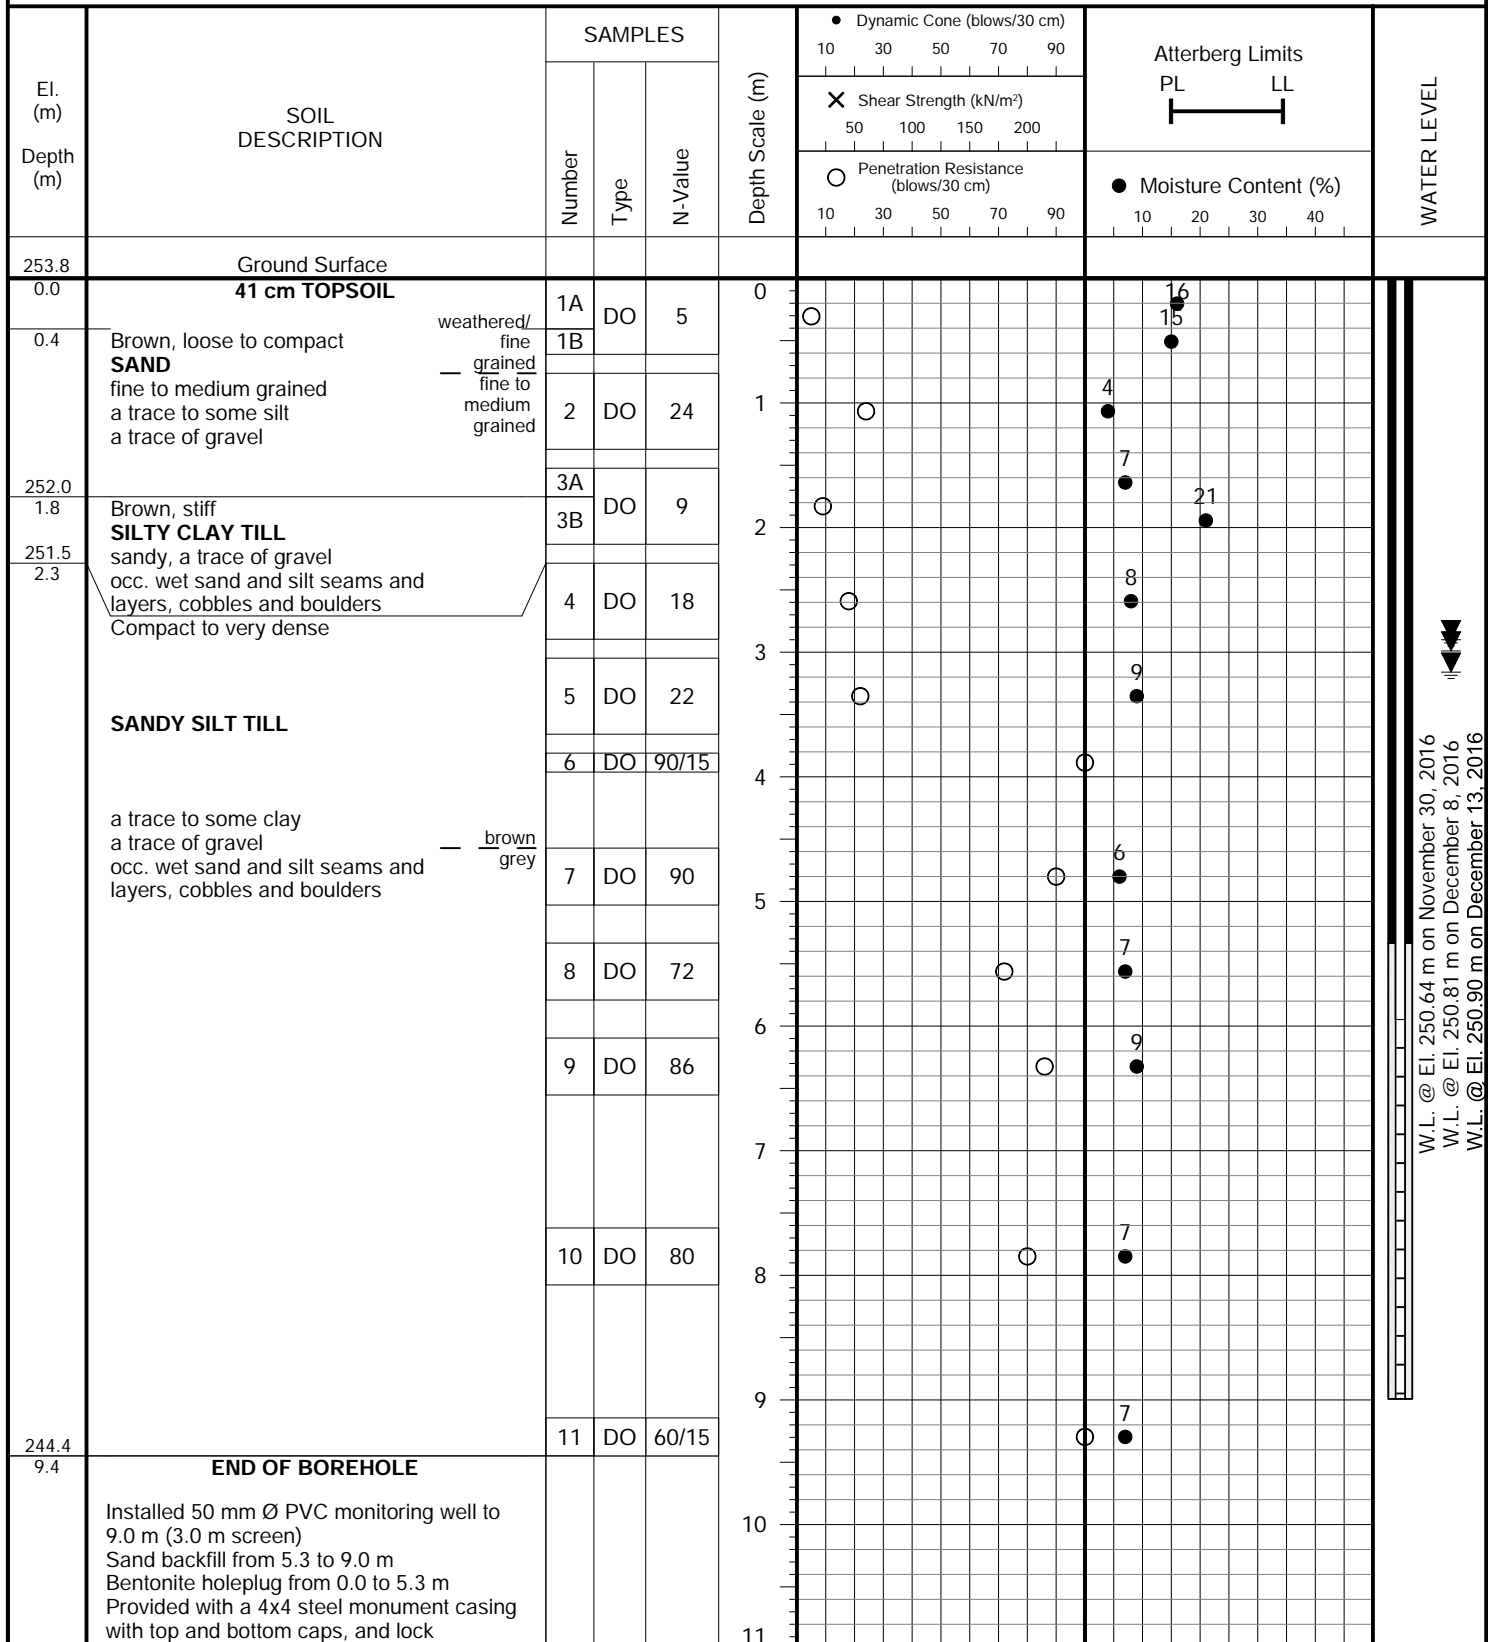 El.
(m)
Depth
(m)
SOIL
DESCRIPTION
SAMPLES
Number
Type
N-Value
Depth Scale (m)
Dynamic Cone (blows/30 cm)
10 30 50 70 90
Shear Strength (kN/m²)
50 100 150 200
Penetration Resistance
(blows/30 cm)
10 30 50 70 90
Atterberg Limits
PL LL
Moisture Content (%)
10 20 30 40
WATER LEVEL
253.8 Ground Surface
0.0 41 cm TOPSOIL
0.4 Brown, loose to compact
SAND
fine to medium grained
a trace to some silt
a trace of gravel
weathered/
fine
grained
fine to
medium
grained
252.0
1.8 Brown, stiff
SILTY CLAY TILL
sandy, a trace of gravel
occ. wet sand and silt seams and
layers, cobbles and boulders
251.5
2.3
Compact to very dense
SANDY SILT TILL
a trace to some clay
a trace of gravel
occ. wet sand and silt seams and
layers, cobbles and boulders
brown
grey
244.4
9.4 END OF BOREHOLE
Installed 50 mm Ø PVC monitoring well to
9.0 m (3.0 m screen)
Sand backfill from 5.3 to 9.0 m
Bentonite holeplug from 0.0 to 5.3 m
Provided with a 4x4 steel monument casing
with top and bottom caps, and lock
1A DO 5
1B
2 DO 24
3A DO 9
3B
4 DO 18
5 DO 22
6 DO 90/15
7 DO 90
8 DO 72
9 DO 86
10 DO 80
11 DO 60/15
0
1
2
3
4
5
6
7
8
9
10
11
16
15
4
7
21
8
9
6
7
9
7
7
W.L. @ El. 250.64 m on November 30, 2016
W.L. @ El. 250.81 m on December 8, 2016
W.L. @ El. 250.90 m on December 13, 2016